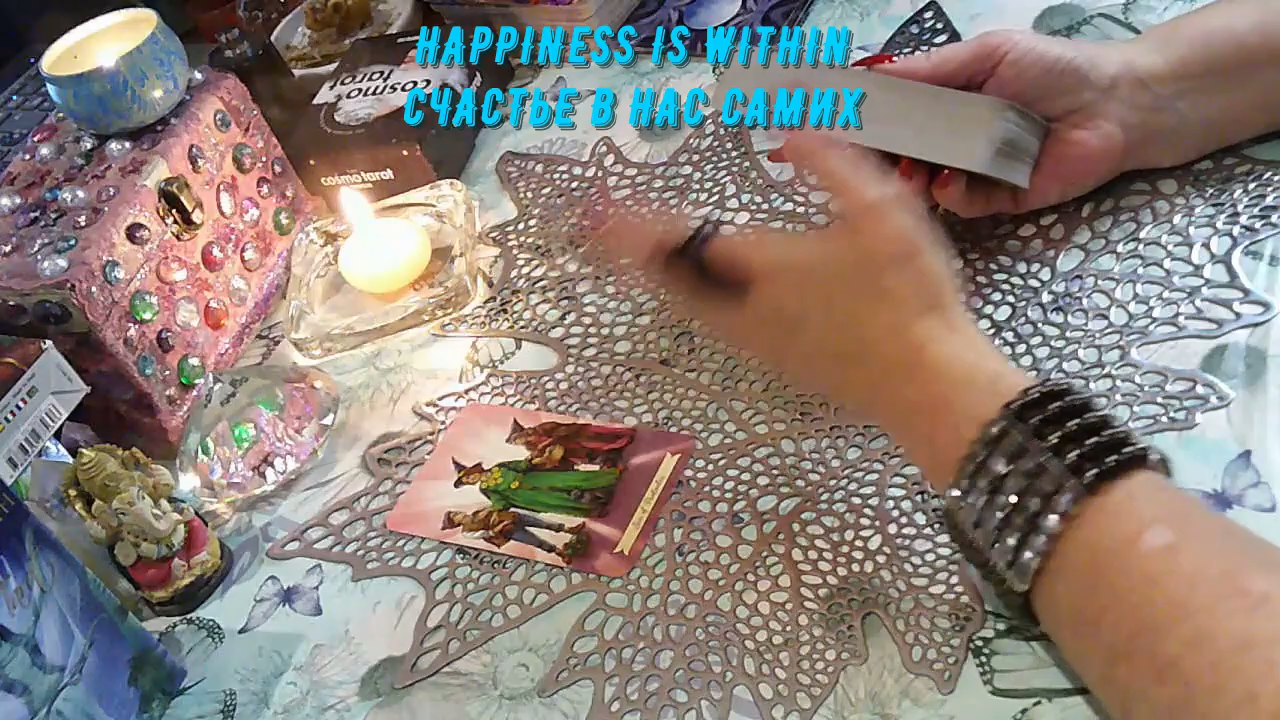 HAPPINESS IS WITHIN
СЧАСТЬЕ В НАС САМИХ
cosmo
tarot
cosmo tarot